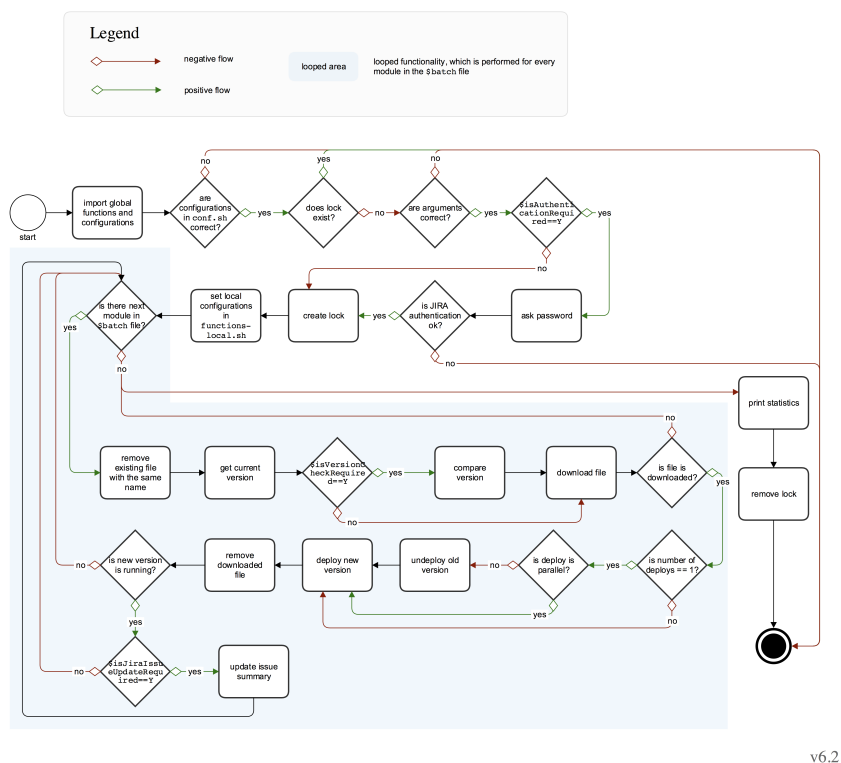 Legend
negative flow
positive flow
looped area
looped functionality, which is performed for every
module in the $batch file
no
yes
no
start
import global
functions and
configurations
are
configurations
in conf.sh
correct?
yes
does lock
exist?
no
are arguments
correct?
yes
$isAuthenti
cationRequi
red==Y
yes
no
is there next
module in
$batch file?
set local
configurations
in
functions-
local.sh
create lock
yes
is JIRA
authentication
ok?
ask password
yes
no
no
print statistics
no
remove
existing file
with the same
name
get current
version
$isVersionC
heckRequire
d==Y
yes
compare
version
download file
is file is
downloaded?
yes
remove lock
no
no
is new version
is running?
remove
downloaded
file
deploy new
version
undeploy old
version
no
is deploy is
parallel?
yes
is number of
deploys == 1?
yes
yes
no
no
$isJiraIssu
eUpdateRequ
ired==Y
yes
update issue
summary
v6.2